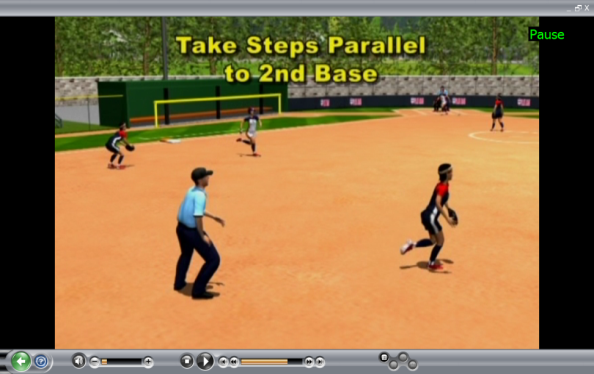 Take Steps Parallel
to 2nd Base
Pause